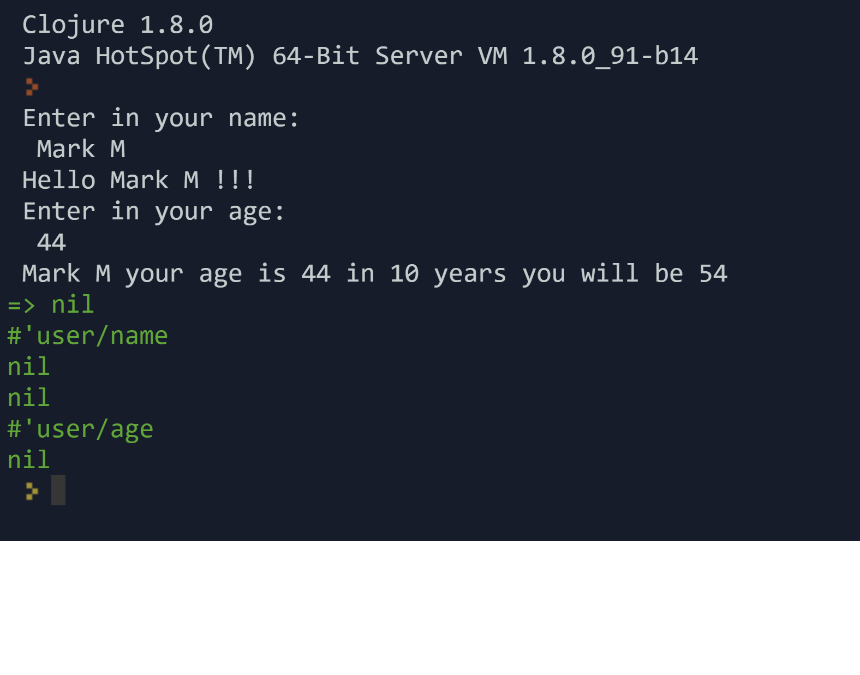 Clojure 1.8.0
Java HotSpot(TM) 64-Bit Server VM 1.8.0_91-b14
>
Enter in your name:
Mark M
Hello Mark M !!!
Enter in your age:
44
Mark M your age is 44 in 10 years you will be 54
=> nil
#'user/name
nil
nil
#'user/age
nil
>